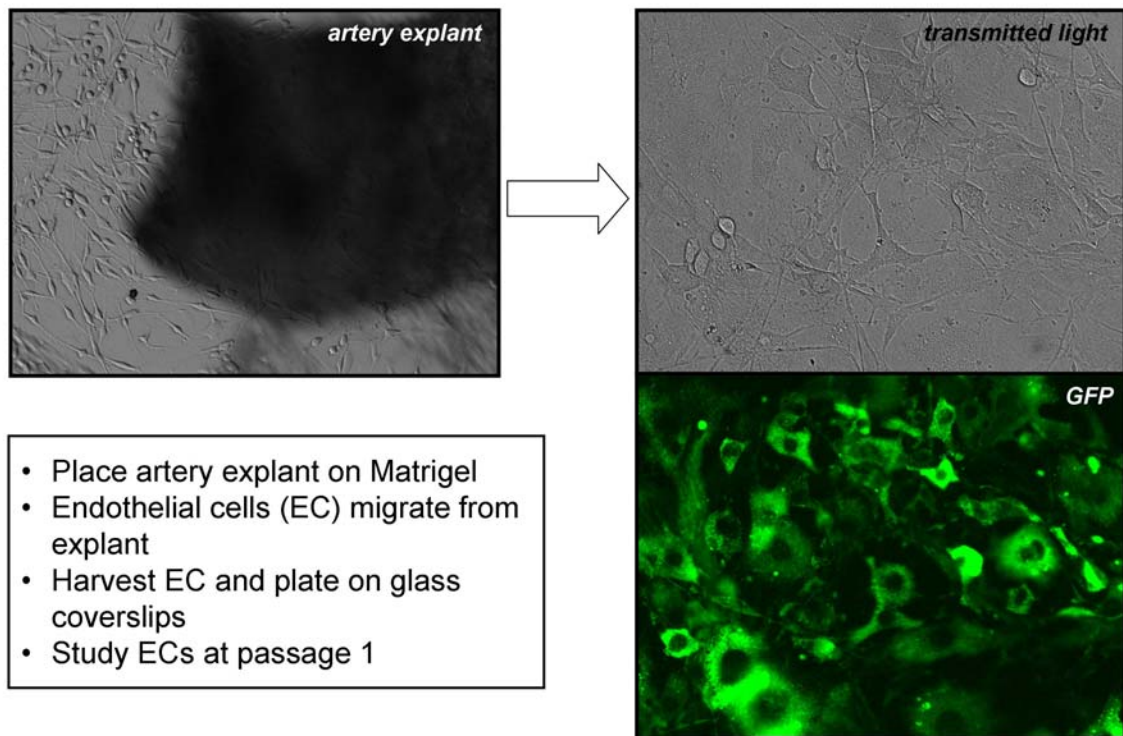 artery explant
transmitted light
GFP
• Place artery explant on Matrigel
• Endothelial cells (EC) migrate from
explant
• Harvest EC and plate on glass
coverslips
• Study ECs at passage 1